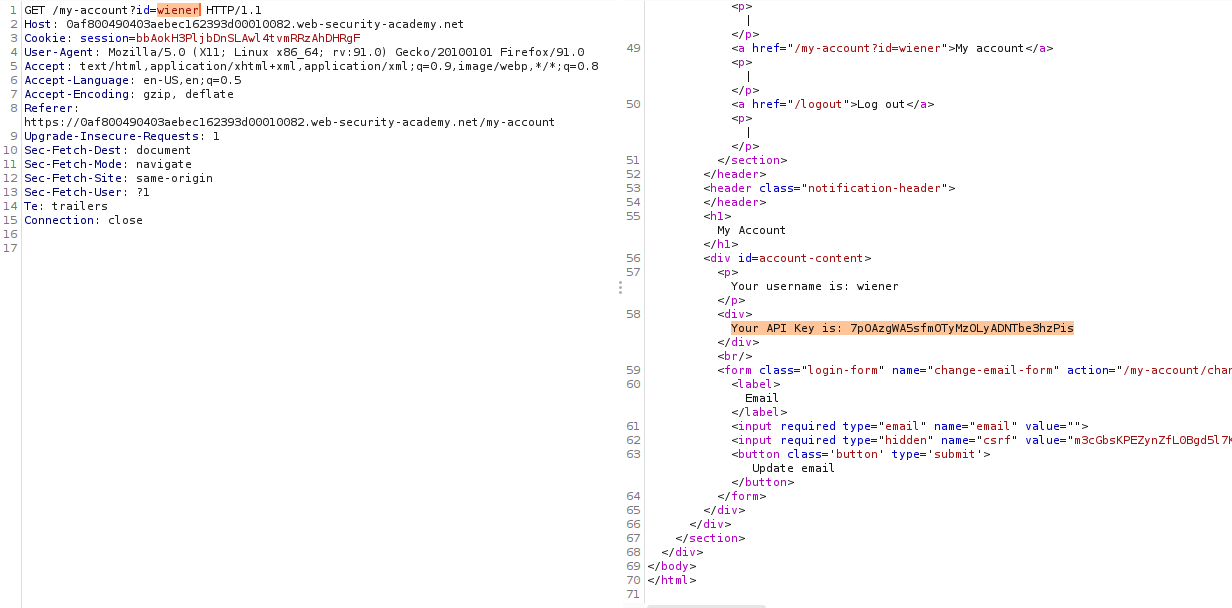 1 GET /my-account?id=wiener HTTP/1.1
2 Host: 0af800490403aebec162393d00010082.web-security-academy.net
3 Cookie: session=bbAokH3PljbDnSLAwl4tvmRRzAhDHRgF
4 User-Agent: Mozilla/5.0 (X11; Linux x86_64; rv:91.0) Gecko/20100101 Firefox/91.0
5 Accept: text/html,application/xhtml+xml,application/xml;q=0.9,image/webp,*/*;q=0.8
6 Accept-Language: en-US,en;q=0.5
7 Accept-Encoding: gzip, deflate
8 Referer:
https://0af800490403aebec162393d00010082.web-security-academy.net/my-account
9 Upgrade-Insecure-Requests: 1
10 Sec-Fetch-Dest: document
11 Sec-Fetch-Mode: navigate
12 Sec-Fetch-Site: same-origin
13 Sec-Fetch-User: ?1
14 Te: trailers
15 Connection: close
16
17
<p>
|
</p>
49 <a href="/my-account?id=wiener">My account</a>
<p>
|
</p>
50 <a href="/logout">Log out</a>
<p>
|
</p>
51 </section>
52 </header>
53 <header class="notification-header">
54 </header>
55 <h1>
My Account
</h1>
56 <div id=account-content>
57 <p>
Your username is: wiener
</p>
58 <div>
Your API Key is: 7pOAzgWA5sfmOTyMzOLyADNTbe3hzPis
</div>
<br/>
59 <form class="login-form" name="change-email-form" action="/my-account/chan
60 <label>
Email
</label>
61 <input required type="email" name="email" value="">
62 <input required type="hidden" name="csrf" value="m3cGbsKPEZynZfL0Bgd5l7K
63 <button class='button' type='submit'>
Update email
</button>
64 </form>
65 </div>
66 </div>
67 </section>
68 </div>
69 </body>
70 </html>
71